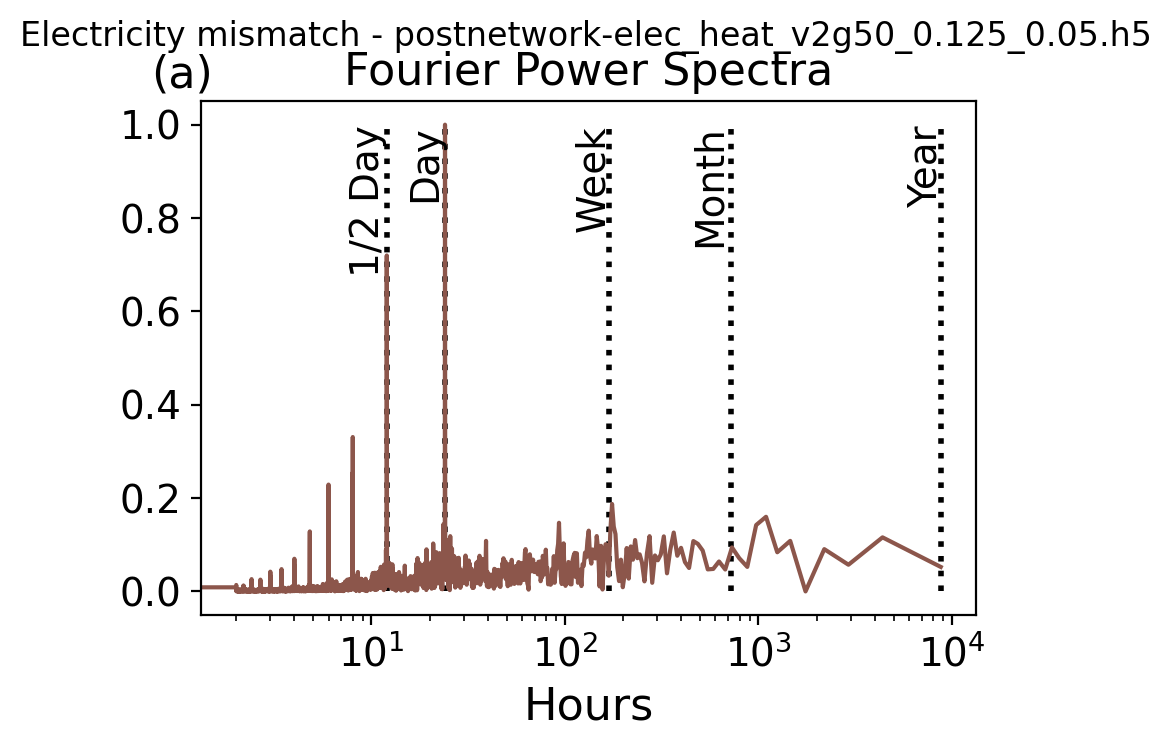 Electricity mismatch - postnetwork-elec_heat_v2g50_0.125_0.05.h5
(a)
Fourier Power Spectra
1.0
0.8
0.6
0.4
0.2
0.0
1/2 Day
Day
Week
Month
Year
10¹
10²
10³
10⁴
Hours